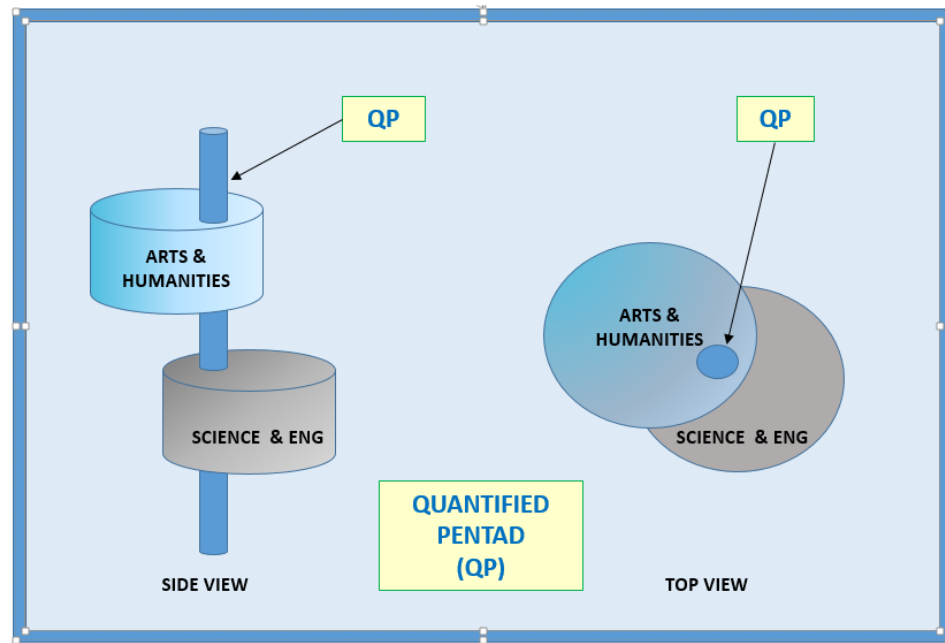 QP
QP
ARTS &
HUMANITIES
ARTS &
HUMANITIES
SCIENCE & ENG
SCIENCE & ENG
QUANTIFIED
PENTAD
(QP)
SIDE VIEW
TOP VIEW